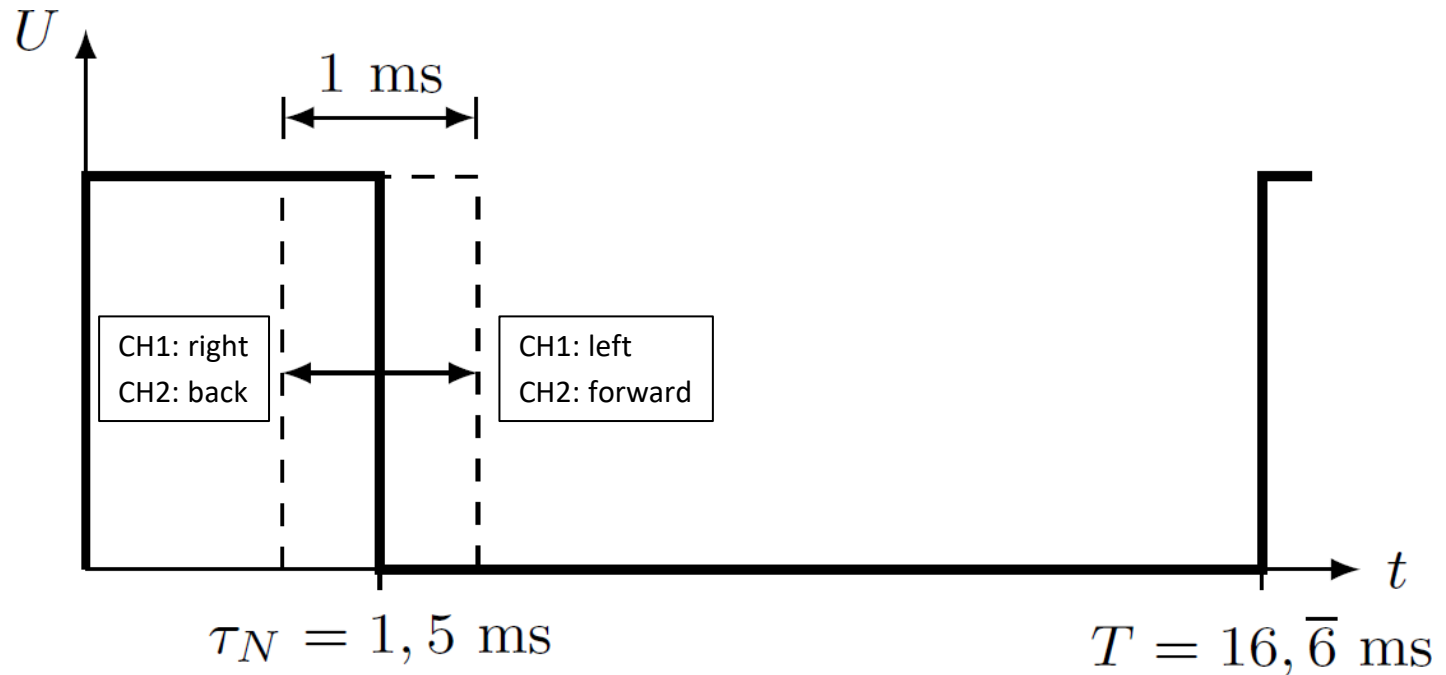 U
1 ms
CH1: right
CH2: back
CH1: left
CH2: forward
t
τ_N = 1, 5 ms
T = 16, 6̅ ms